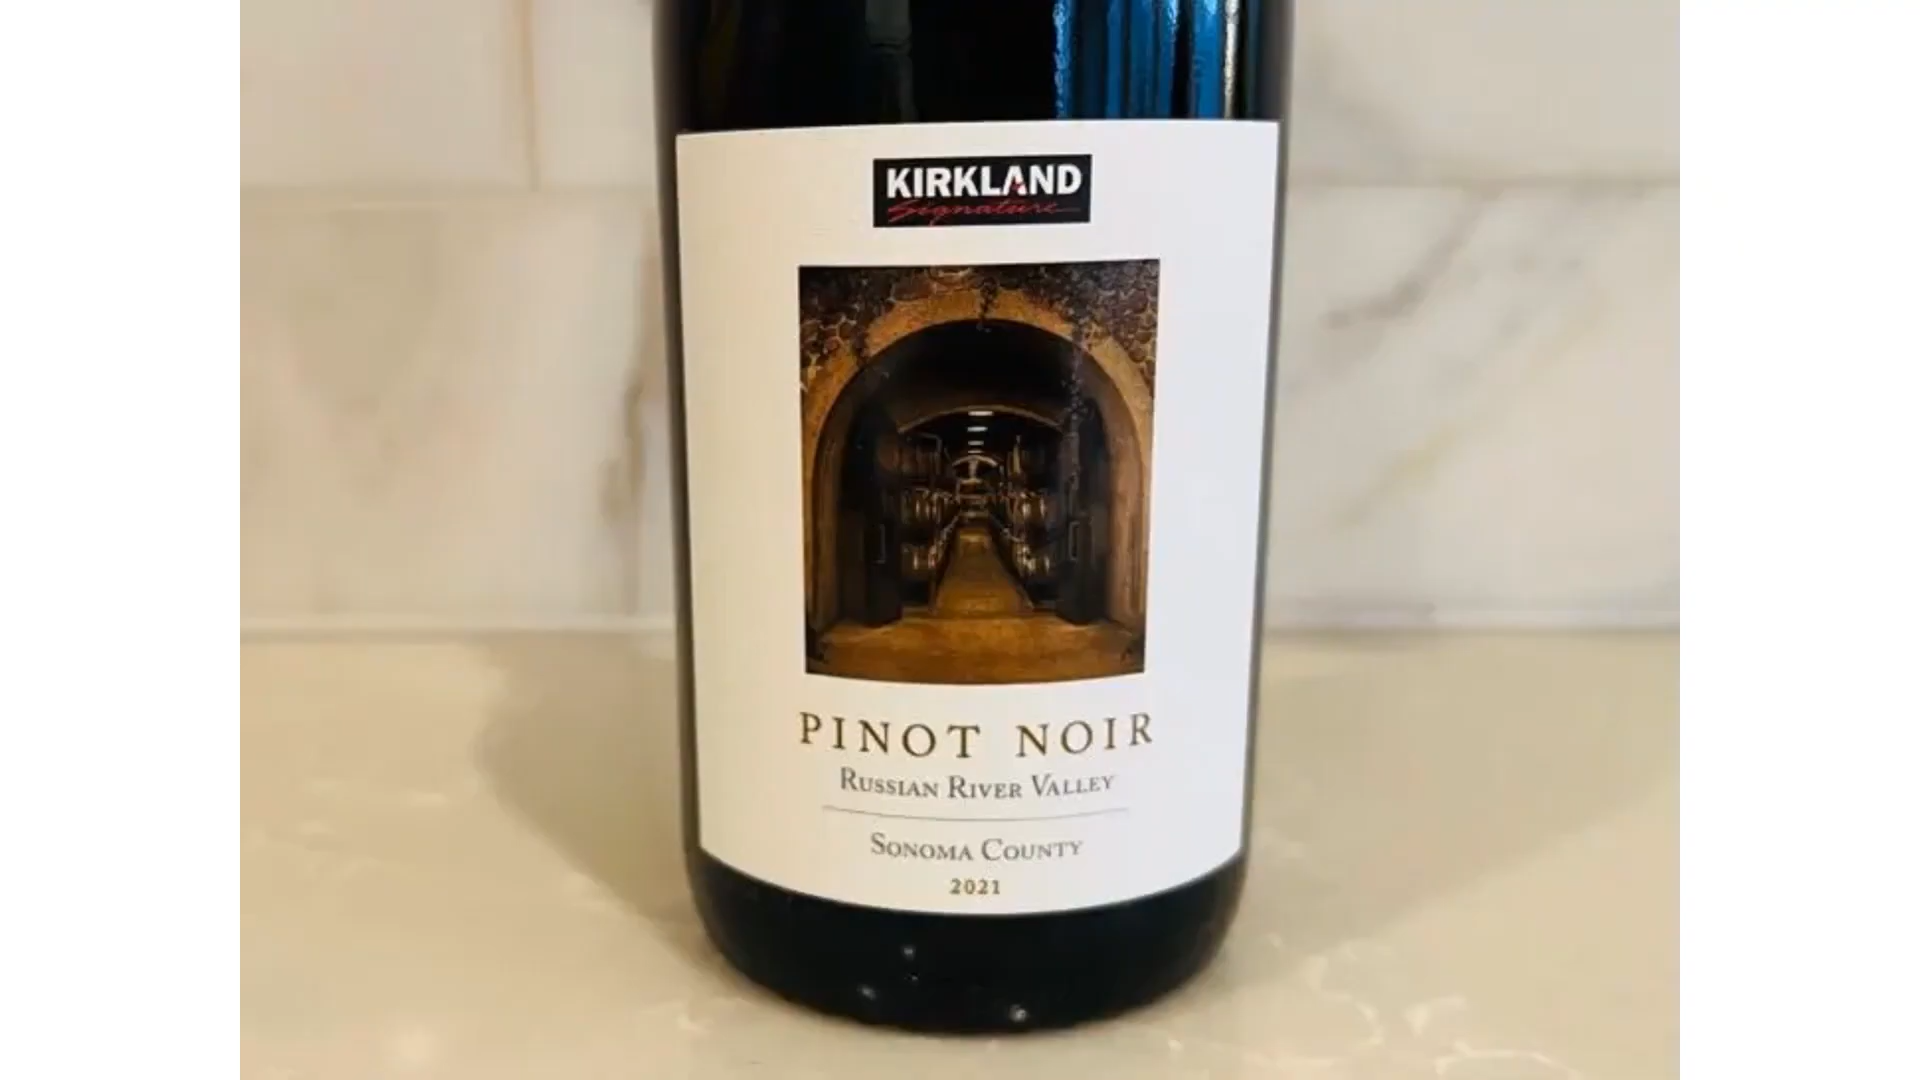 KIRKLAND
Signature
PINOT NOIR
RUSSIAN RIVER VALLEY
SONOMA COUNTY
2021